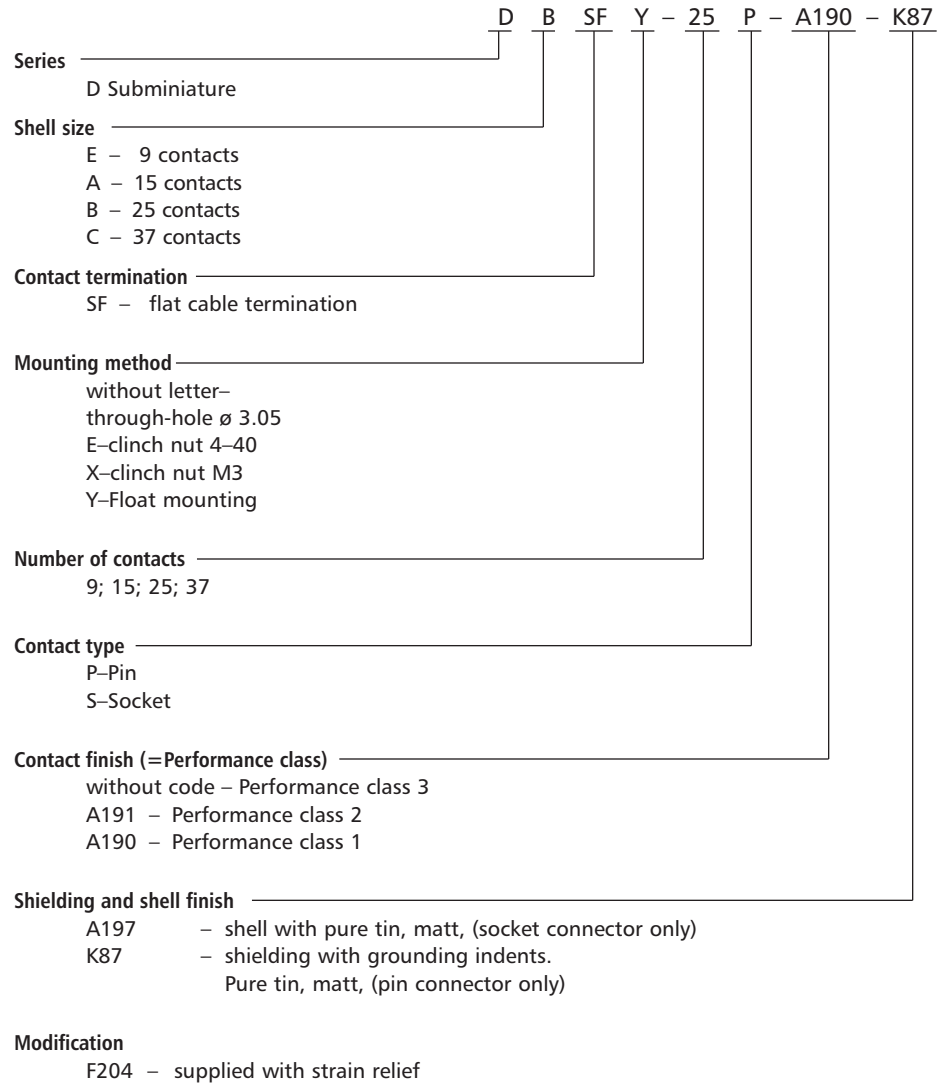 D B SF Y – 25 P – A190 – K87
Series
D Subminiature
Shell size
E – 9 contacts
A – 15 contacts
B – 25 contacts
C – 37 contacts
Contact termination
SF – flat cable termination
Mounting method
without letter–
through-hole ø 3.05
E–clinch nut 4–40
X–clinch nut M3
Y–Float mounting
Number of contacts
9; 15; 25; 37
Contact type
P–Pin
S–Socket
Contact finish (=Performance class)
without code – Performance class 3
A191 – Performance class 2
A190 – Performance class 1
Shielding and shell finish
A197 – shell with pure tin, matt, (socket connector only)
K87 – shielding with grounding indents.
Pure tin, matt, (pin connector only)
Modification
F204 – supplied with strain relief